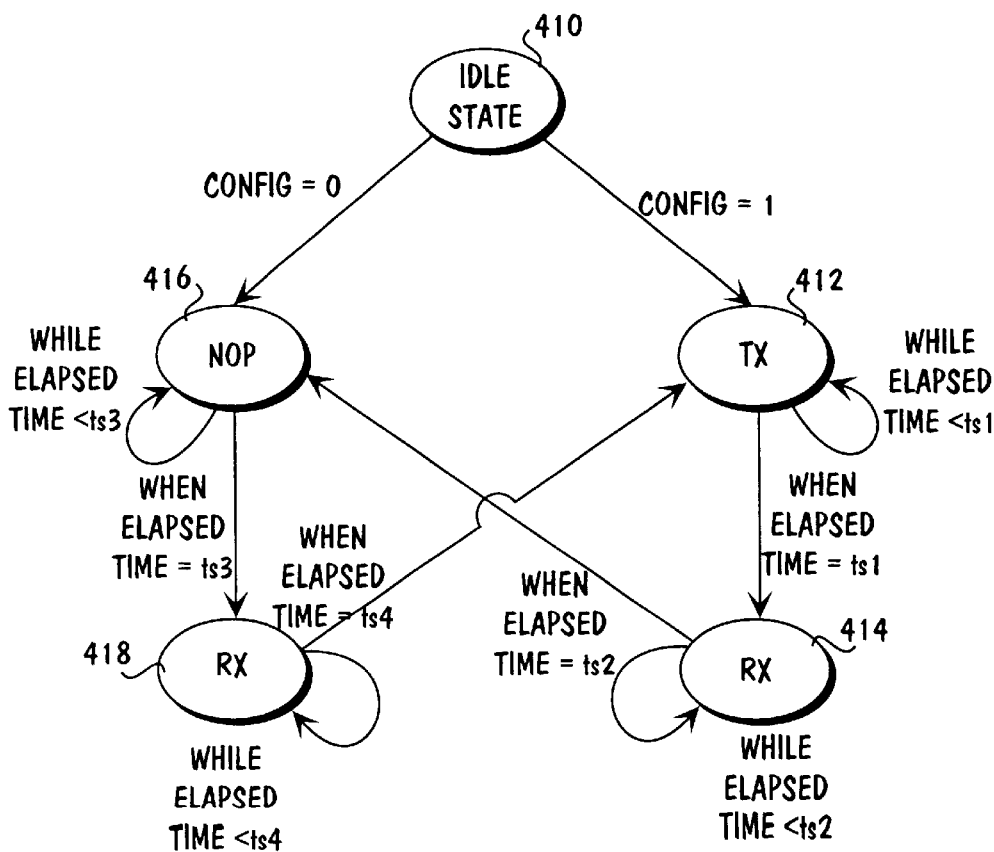 410
IDLE
STATE
CONFIG = 0
CONFIG = 1
416
412
NOP
TX
WHILE
ELAPSED
TIME <ts3
WHILE
ELAPSED
TIME <ts1
WHEN
ELAPSED
TIME = ts3
WHEN
ELAPSED
TIME = ts4
WHEN
ELAPSED
TIME = ts2
WHEN
ELAPSED
TIME = ts1
418
RX
414
RX
WHILE
ELAPSED
TIME <ts4
WHILE
ELAPSED
TIME <ts2